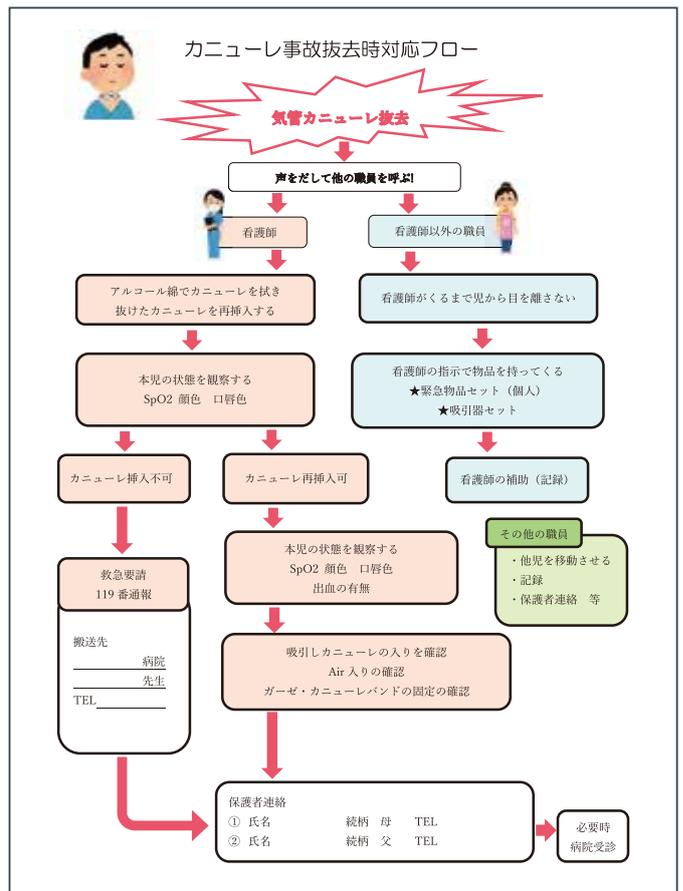 カニューレ事故抜去時対応フロー
気管カニューレ抜去
声をだして他の職員を呼ぶ!
看護師
看護師以外の職員
アルコール綿でカニューレを拭き
抜けたカニューレを再挿入する
看護師がくるまで児から目を離さない
本児の状態を観察する
SpO2 顔色　口唇色
看護師の指示で物品を持ってくる
★緊急物品セット（個人）
★吸引器セット
カニューレ挿入不可
カニューレ再挿入可
看護師の補助（記録）
救急要請
119 番通報
搬送先
病院
先生
TEL
本児の状態を観察する
SpO2 顔色　口唇色
出血の有無
その他の職員
・他児を移動させる
・記録
・保護者連絡　等
吸引しカニューレの入りを確認
Air 入りの確認
ガーゼ・カニューレバンドの固定の確認
保護者連絡
① 氏名　続柄　母　TEL
② 氏名　続柄　父　TEL
必要時
病院受診